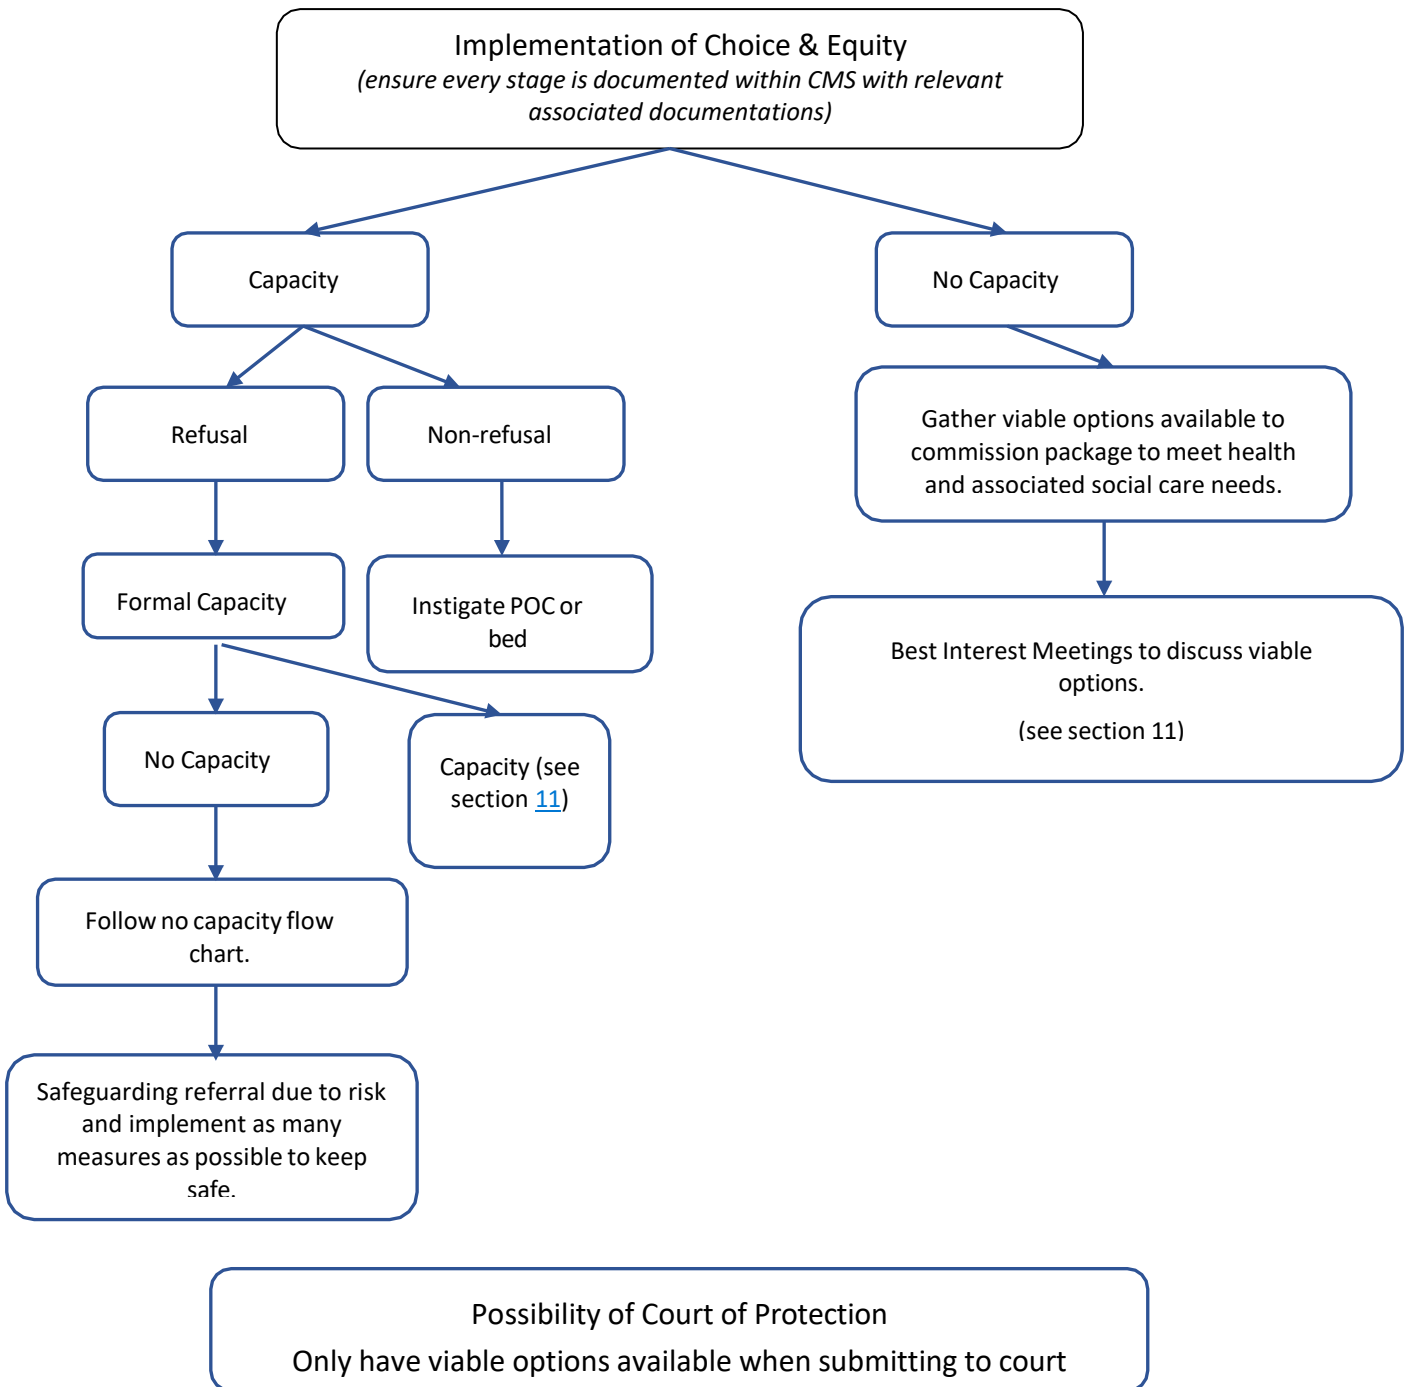 Implementation of Choice & Equity
(ensure every stage is documented within CMS with relevant
associated documentations)
Capacity
No Capacity
Refusal
Non-refusal
Gather viable options available to
commission package to meet health
and associated social care needs.
Formal Capacity
Instigate POC or
bed
Best Interest Meetings to discuss viable
options.
(see section 11)
No Capacity
Capacity (see
section 11)
Follow no capacity flow
chart.
Safeguarding referral due to risk
and implement as many
measures as possible to keep
safe.
Possibility of Court of Protection
Only have viable options available when submitting to court